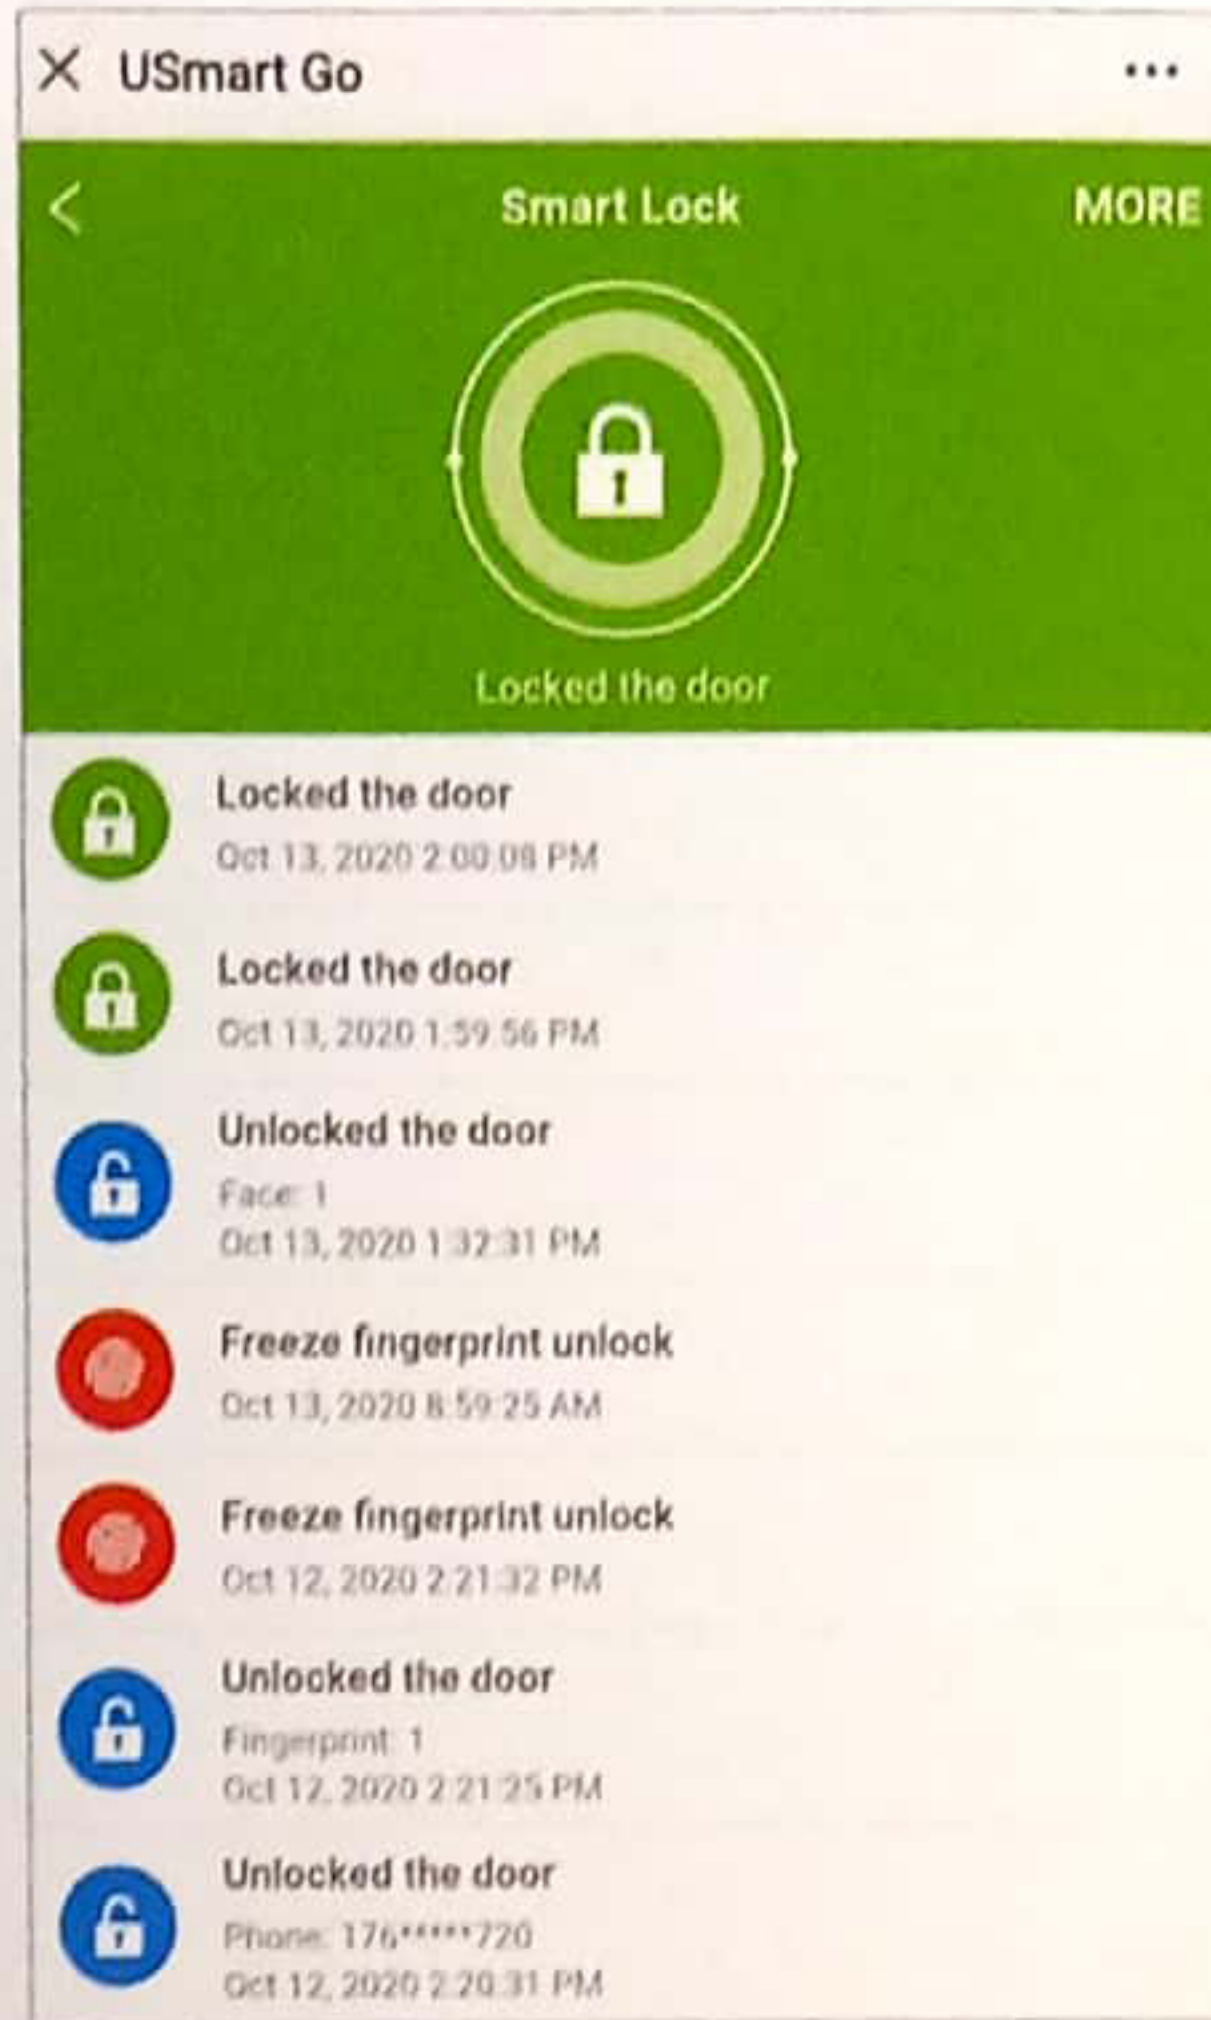 USmart Go
Smart Lock
MORE
Locked the door
Locked the door
Oct 13, 2020 2:00:08 PM
Locked the door
Oct 13, 2020 1:59:56 PM
Unlocked the door
Face: 1
Oct 13, 2020 1:32:31 PM
Freeze fingerprint unlock
Oct 13, 2020 8:59:25 AM
Freeze fingerprint unlock
Oct 12, 2020 2:21:32 PM
Unlocked the door
Fingerprint: 1
Oct 12, 2020 2:21:25 PM
Unlocked the door
Phone: 176*****720
Oct 12, 2020 2:20:31 PM